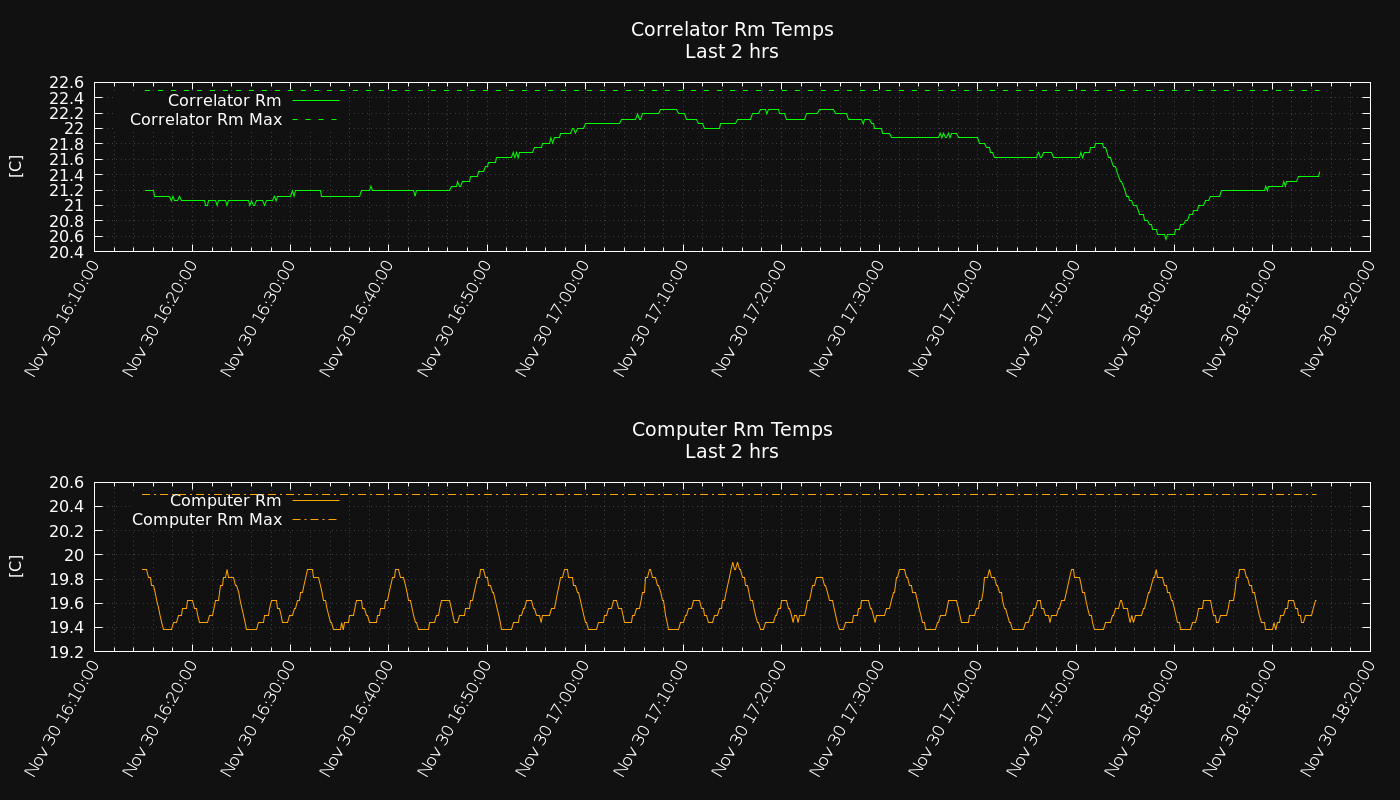 Correlator Rm Temps
Last 2 hrs
22.6
22.4
22.2
22
21.8
21.6
21.4
21.2
21
20.8
20.6
20.4
[C]
Correlator Rm
Correlator Rm Max
Nov 30 16:10:00
Nov 30 16:20:00
Nov 30 16:30:00
Nov 30 16:40:00
Nov 30 16:50:00
Nov 30 17:00:00
Nov 30 17:10:00
Nov 30 17:20:00
Nov 30 17:30:00
Nov 30 17:40:00
Nov 30 17:50:00
Nov 30 18:00:00
Nov 30 18:10:00
Nov 30 18:20:00
Computer Rm Temps
Last 2 hrs
20.6
20.4
20.2
20
19.8
19.6
19.4
19.2
[C]
Computer Rm
Computer Rm Max
Nov 30 16:10:00
Nov 30 16:20:00
Nov 30 16:30:00
Nov 30 16:40:00
Nov 30 16:50:00
Nov 30 17:00:00
Nov 30 17:10:00
Nov 30 17:20:00
Nov 30 17:30:00
Nov 30 17:40:00
Nov 30 17:50:00
Nov 30 18:00:00
Nov 30 18:10:00
Nov 30 18:20:00